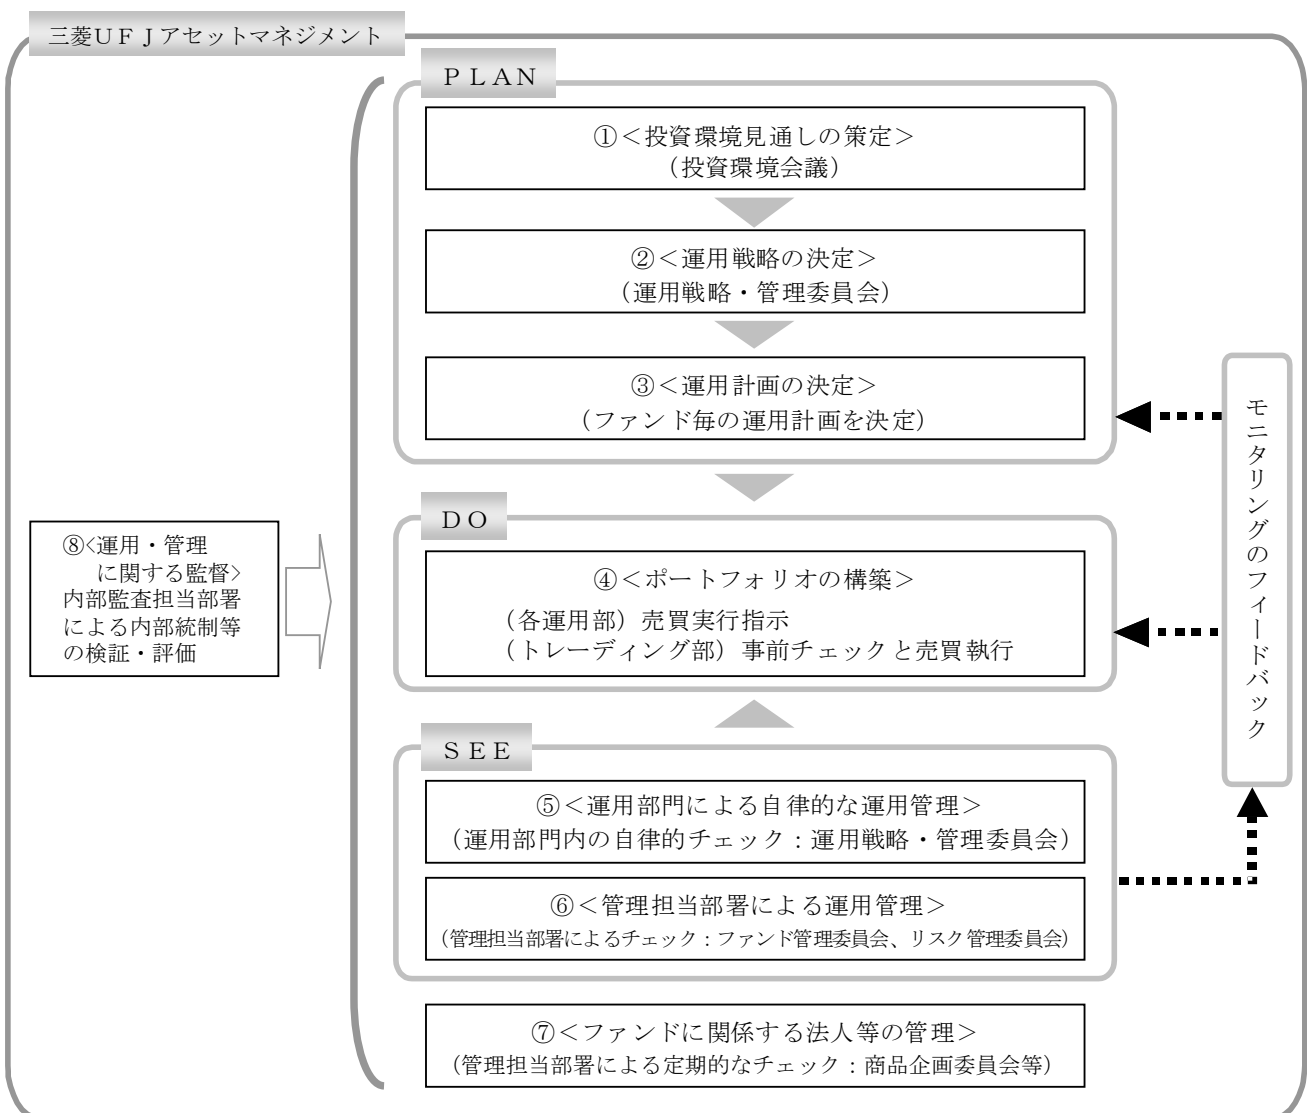 三菱ＵＦＪアセットマネジメント
ＰＬＡＮ
①＜投資環境見通しの策定＞
（投資環境会議）
②＜運用戦略の決定＞
（運用戦略・管理委員会）
③＜運用計画の決定＞
（ファンド毎の運用計画を決定）
ＤＯ
④＜ポートフォリオの構築＞
（各運用部）売買実行指示
（トレーディング部）事前チェックと売買執行
ＳＥＥ
⑤＜運用部門による自律的な運用管理＞
（運用部門内の自律的チェック：運用戦略・管理委員会）
⑥＜管理担当部署による運用管理＞
（管理担当部署によるチェック：ファンド管理委員会、リスク管理委員会）
⑦＜ファンドに関係する法人等の管理＞
（管理担当部署による定期的なチェック：商品企画委員会等）
⑧<運用・管理
に関する監督>
内部監査担当部署
による内部統制等
の検証・評価
モニタリングのフィードバック